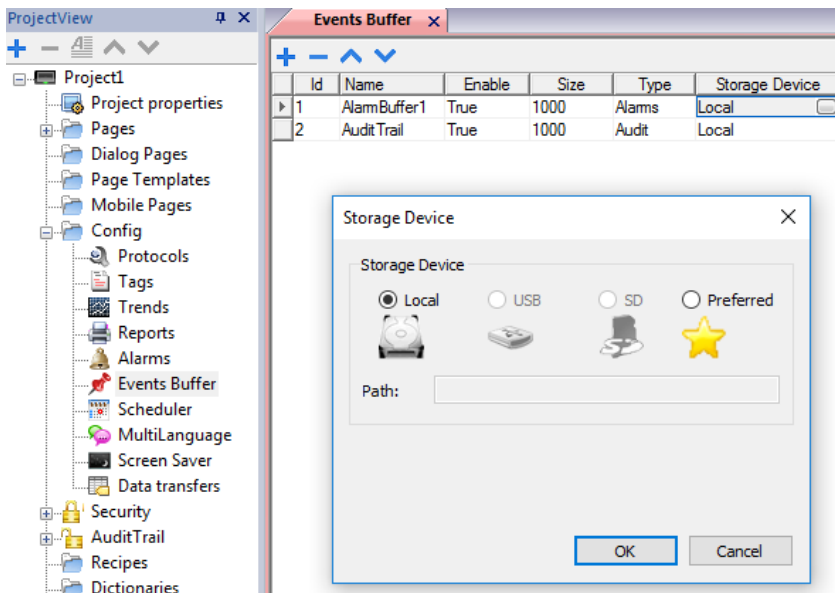 ProjectView
Project1
Project properties
Pages
Dialog Pages
Page Templates
Mobile Pages
Config
Protocols
Tags
Trends
Reports
Alarms
Events Buffer
Scheduler
MultiLanguage
Screen Saver
Data transfers
Security
AuditTrail
Recipes
Dictionaries
Events Buffer
Id Name Enable Size Type Storage Device
1 AlarmBuffer1 True 1000 Alarms Local
2 AuditTrail True 1000 Audit Local
Storage Device
Storage Device
Local USB SD Preferred
Path:
OK Cancel